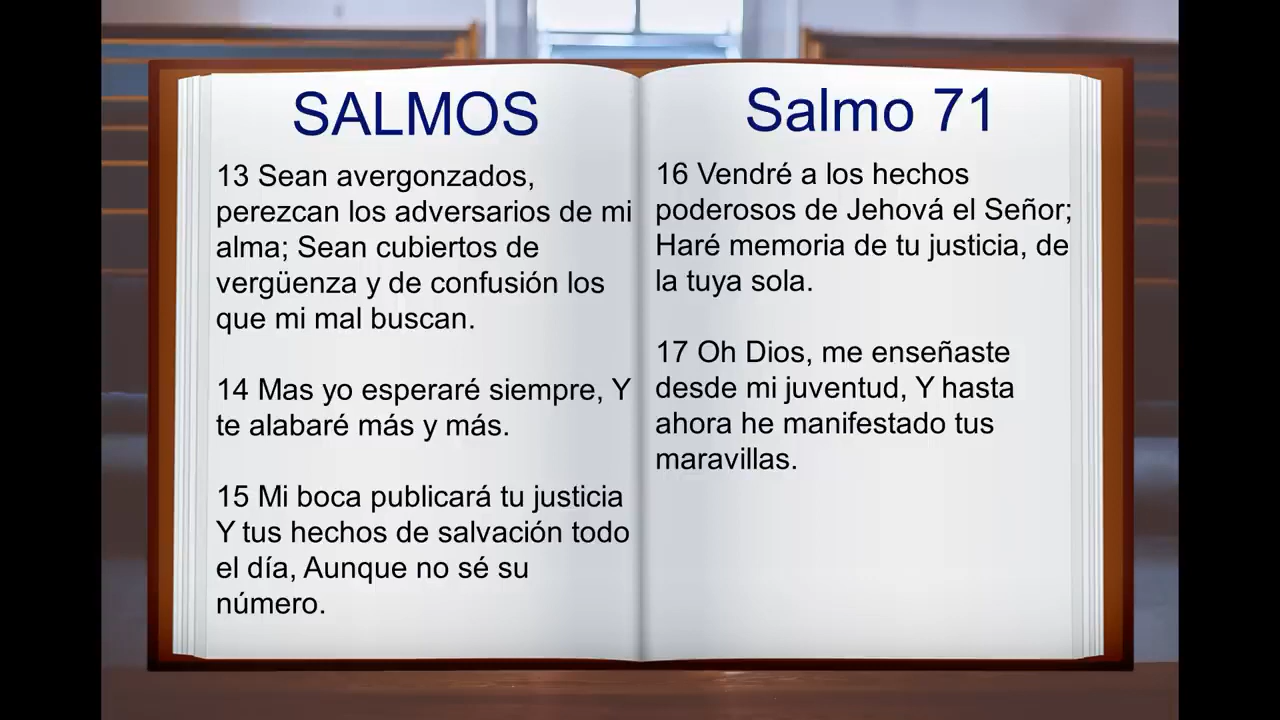 SALMOS
13 Sean avergonzados,
perezcan los adversarios de mi
alma; Sean cubiertos de
vergüenza y de confusión los
que mi mal buscan.
14 Mas yo esperaré siempre, Y
te alabaré más y más.
15 Mi boca publicará tu justicia
Y tus hechos de salvación todo
el día, Aunque no sé su
número.
Salmo 71
16 Vendré a los hechos
poderosos de Jehová el Señor;
Haré memoria de tu justicia, de
la tuya sola.
17 Oh Dios, me enseñaste
desde mi juventud, Y hasta
ahora he manifestado tus
maravillas.